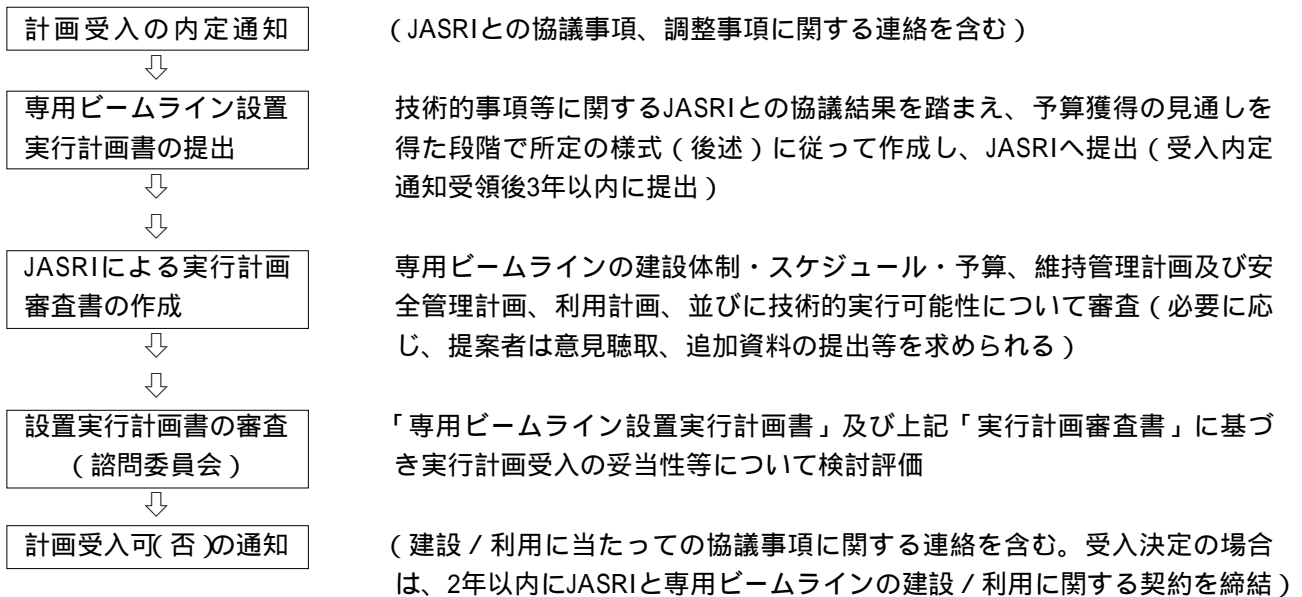 計画受入の内定通知 (JASRIとの協議事項、調整事項に関する連絡を含む)
専用ビームライン設置
実行計画書の提出
技術的事項等に関するJASRIとの協議結果を踏まえ、予算獲得の見通しを
得た段階で所定の様式(後述)に従って作成し、JASRIへ提出(受入内定
通知受領後3年以内に提出)
JASRIによる実行計画
審査書の作成
専用ビームラインの建設体制・スケジュール・予算、維持管理計画及び安
全管理計画、利用計画、並びに技術的実行可能性について審査(必要に応
じ、提案者は意見聴取、追加資料の提出等を求められる)
設置実行計画書の審査
(諮問委員会)
「専用ビームライン設置実行計画書」及び上記「実行計画審査書」に基づ
き実行計画受入の妥当性等について検討評価
計画受入可(否)の通知
(建設/利用に当たっての協議事項に関する連絡を含む。受入決定の場合
は、2年以内にJASRIと専用ビームラインの建設/利用に関する契約を締結)